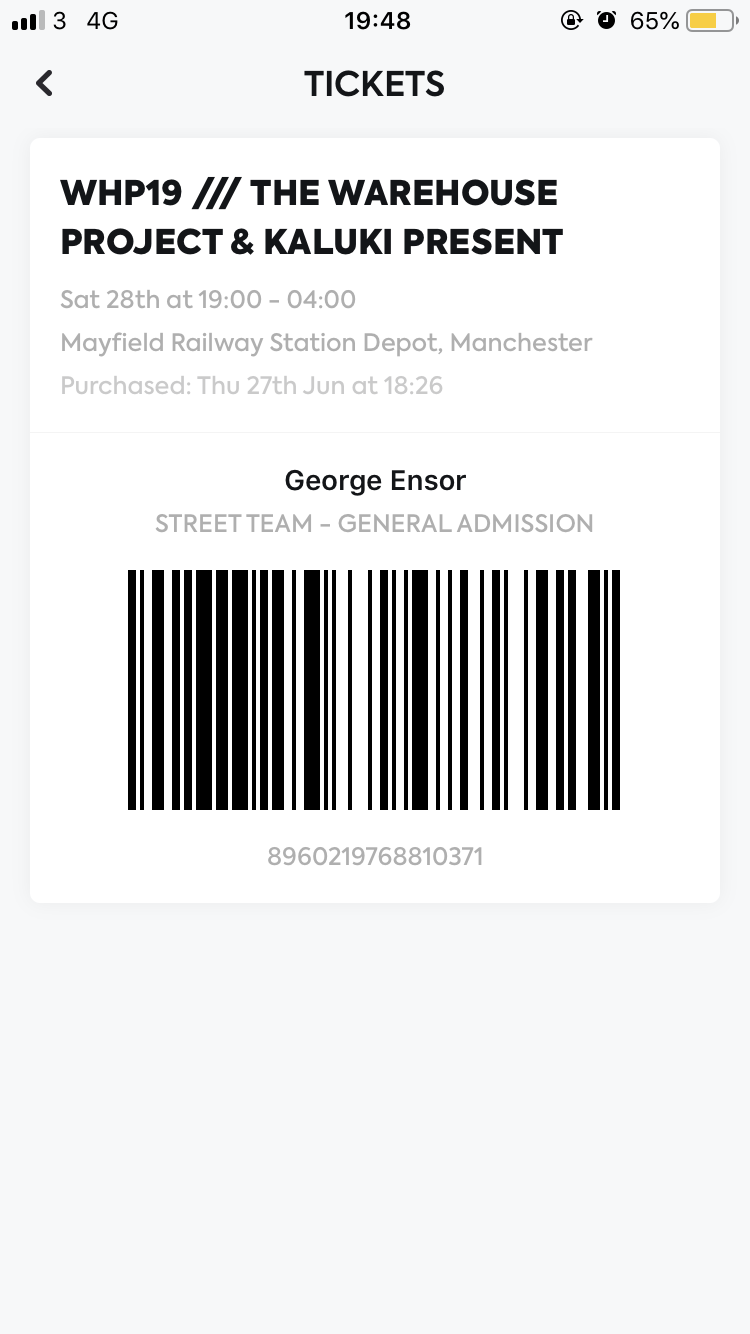 3 4G 19:48 65%
TICKETS
WHP19 /// THE WAREHOUSE
PROJECT & KALUKI PRESENT
Sat 28th at 19:00 - 04:00
Mayfield Railway Station Depot, Manchester
Purchased: Thu 27th Jun at 18:26
George Ensor
STREET TEAM - GENERAL ADMISSION
8960219768810371